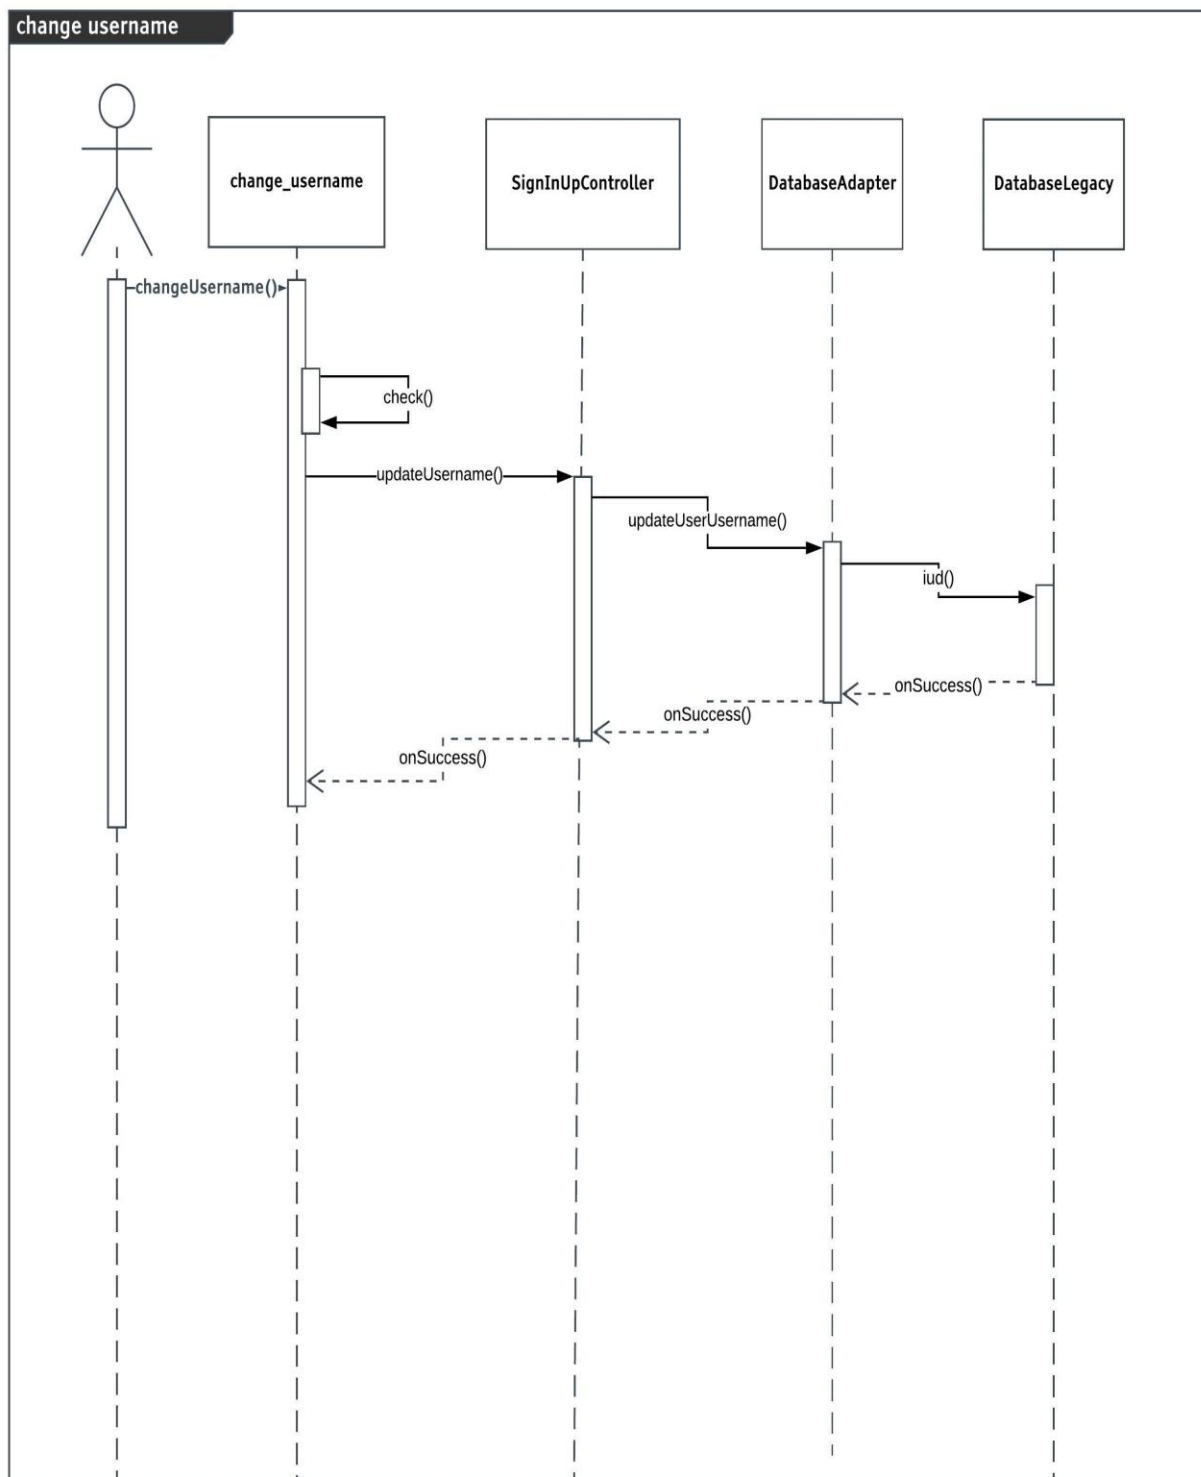 change username
change_username
SignInUpController
DatabaseAdapter
DatabaseLegacy
changeUsername()
check()
updateUsername()
updateUserUsername()
iud()
onSuccess()
onSuccess()
onSuccess()